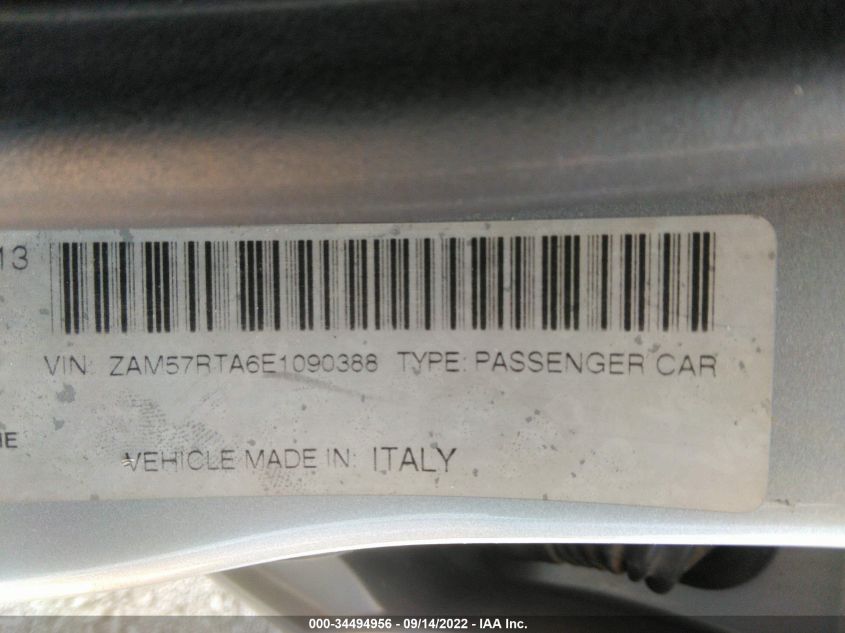 13
VIN: ZAM57RTA6E1090388 TYPE: PASSENGER CAR
VEHICLE MADE IN: ITALY
000-34494956 - 09/14/2022 - IAA Inc.